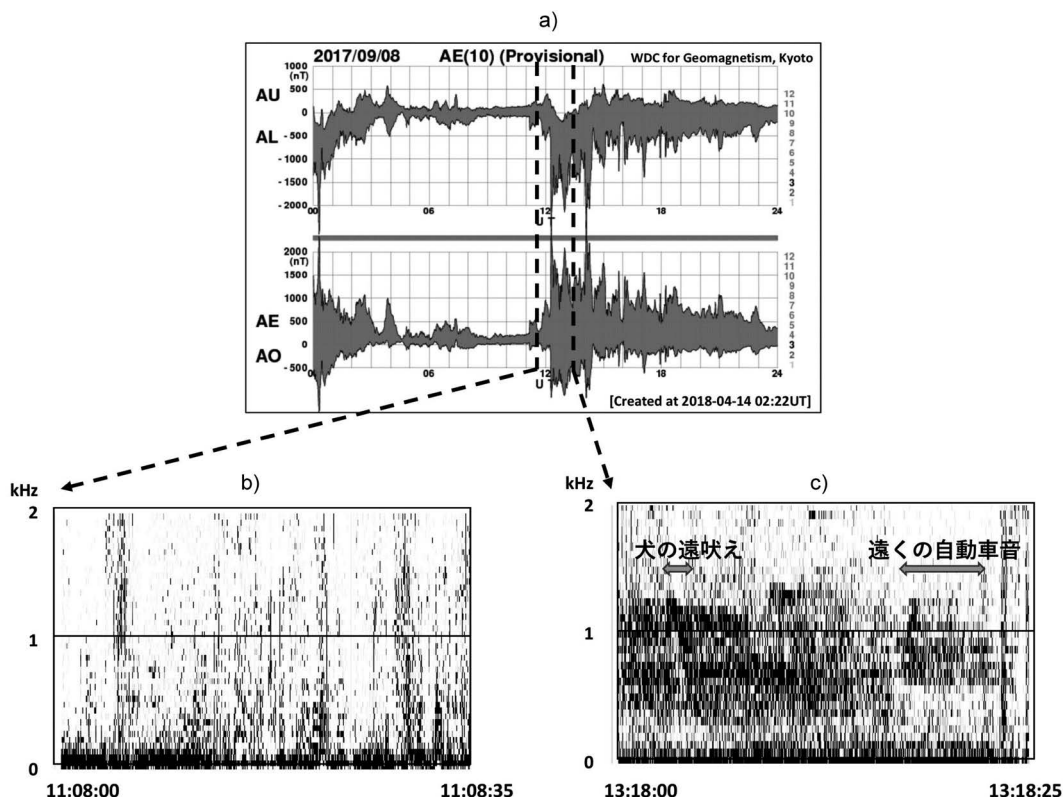 a)
2017/09/08 AE(10) (Provisional) WDC for Geomagnetism, Kyoto
1000
(nT)
500
0
- 500
- 1000
- 1500
- 2000
AU
AL
12
11
10
9
8
7
6
5
4
3
2
1
00 06 12 18 24
U T
2000
(nT)
1500
1000
500
0
- 500
AE
AO
12
11
10
9
8
7
6
5
4
3
2
1
00 06 12 18 24
U T
[Created at 2018-04-14 02:22UT]
b)
kHz
2
1
0
11:08:00 11:08:35
c)
kHz
2
犬の遠吠え 遠くの自動車音
1
0
13:18:00 13:18:25